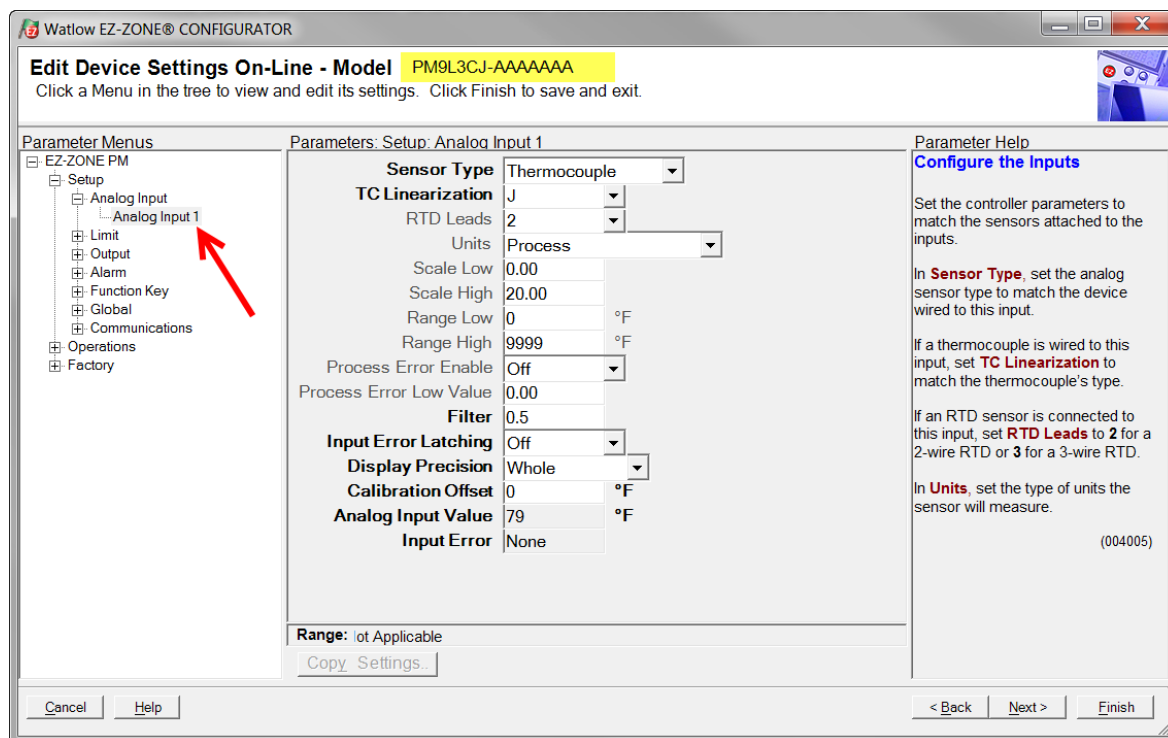 Watlow EZ-ZONE® CONFIGURATOR
Edit Device Settings On-Line - Model PM9L3CJ-AAAAAAA
Click a Menu in the tree to view and edit its settings. Click Finish to save and exit.
Parameter Menus
EZ-ZONE PM
Setup
Analog Input
Analog Input 1
Limit
Output
Alarm
Function Key
Global
Communications
Operations
Factory
Parameters: Setup: Analog Input 1
Sensor Type Thermocouple
TC Linearization J
RTD Leads 2
Units Process
Scale Low 0.00
Scale High 20.00
Range Low 0 °F
Range High 9999 °F
Process Error Enable Off
Process Error Low Value 0.00
Filter 0.5
Input Error Latching Off
Display Precision Whole
Calibration Offset 0 °F
Analog Input Value 79 °F
Input Error None
Range: ot Applicable
Copy Settings..
Parameter Help
Configure the Inputs
Set the controller parameters to
match the sensors attached to the
inputs.
In Sensor Type, set the analog
sensor type to match the device
wired to this input.
If a thermocouple is wired to this
input, set TC Linearization to
match the thermocouple's type.
If an RTD sensor is connected to
this input, set RTD Leads to 2 for a
2-wire RTD or 3 for a 3-wire RTD.
In Units, set the type of units the
sensor will measure.
(004005)
Cancel
Help
< Back
Next >
Finish